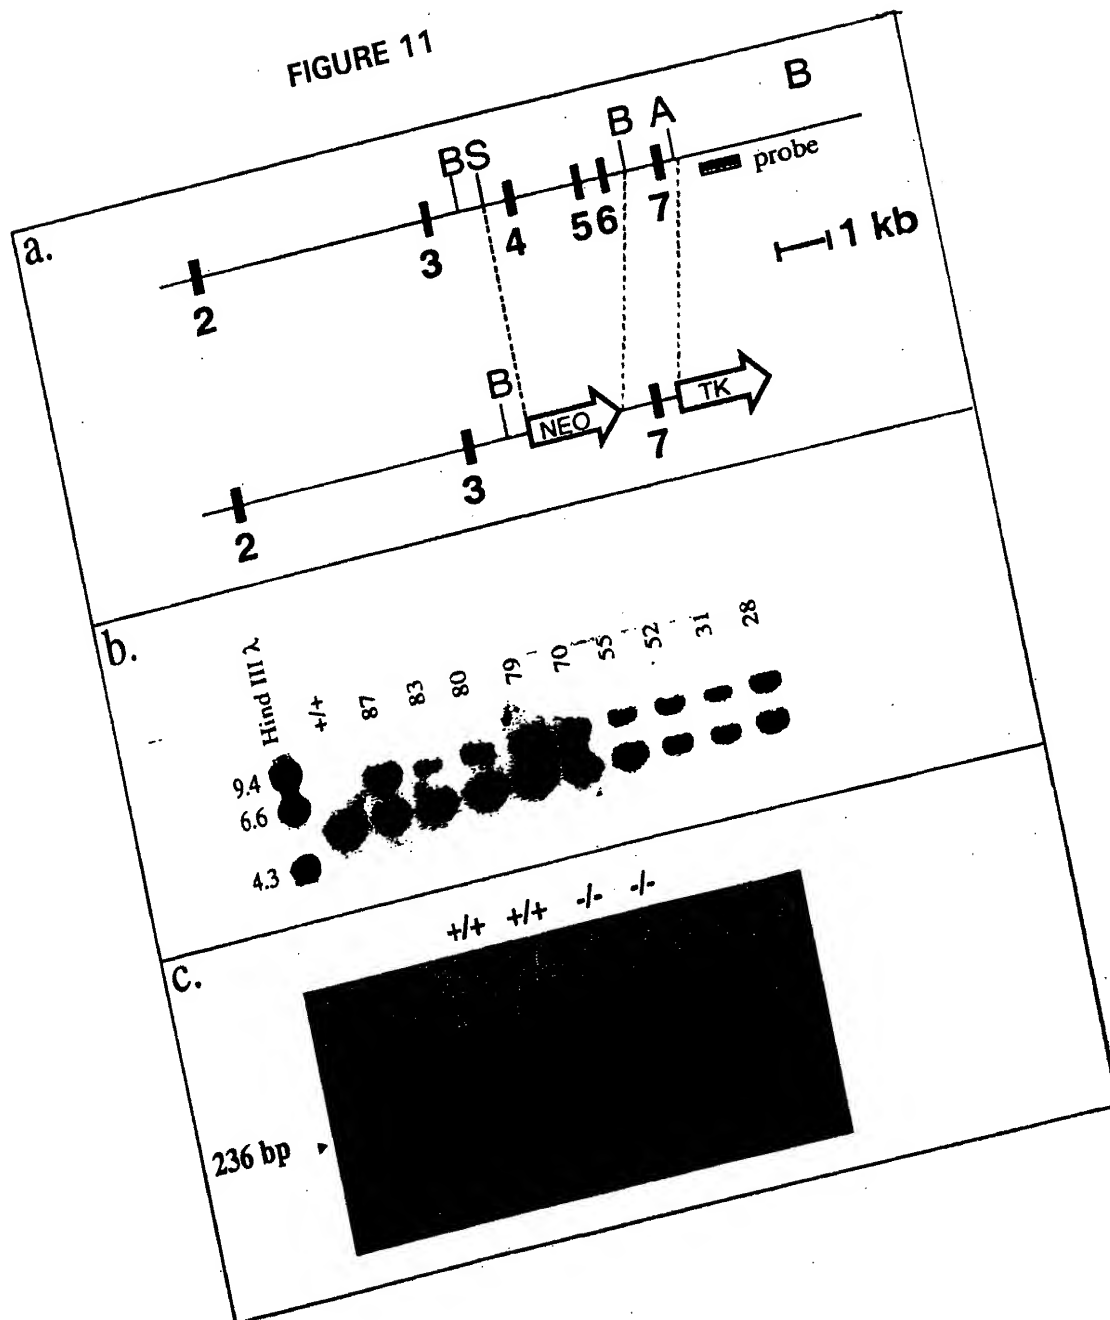 FIGURE 11
a.
BS B A B
probe
2 3 4 5 6 7
1 kb
B
NEO TK
2 3 7
b.
Hind III λ +/+ 87 83 80 79 70 55 52 31 28
9.4
6.6
4.3
c.
+/+ +/+ -/- -/-
236 bp